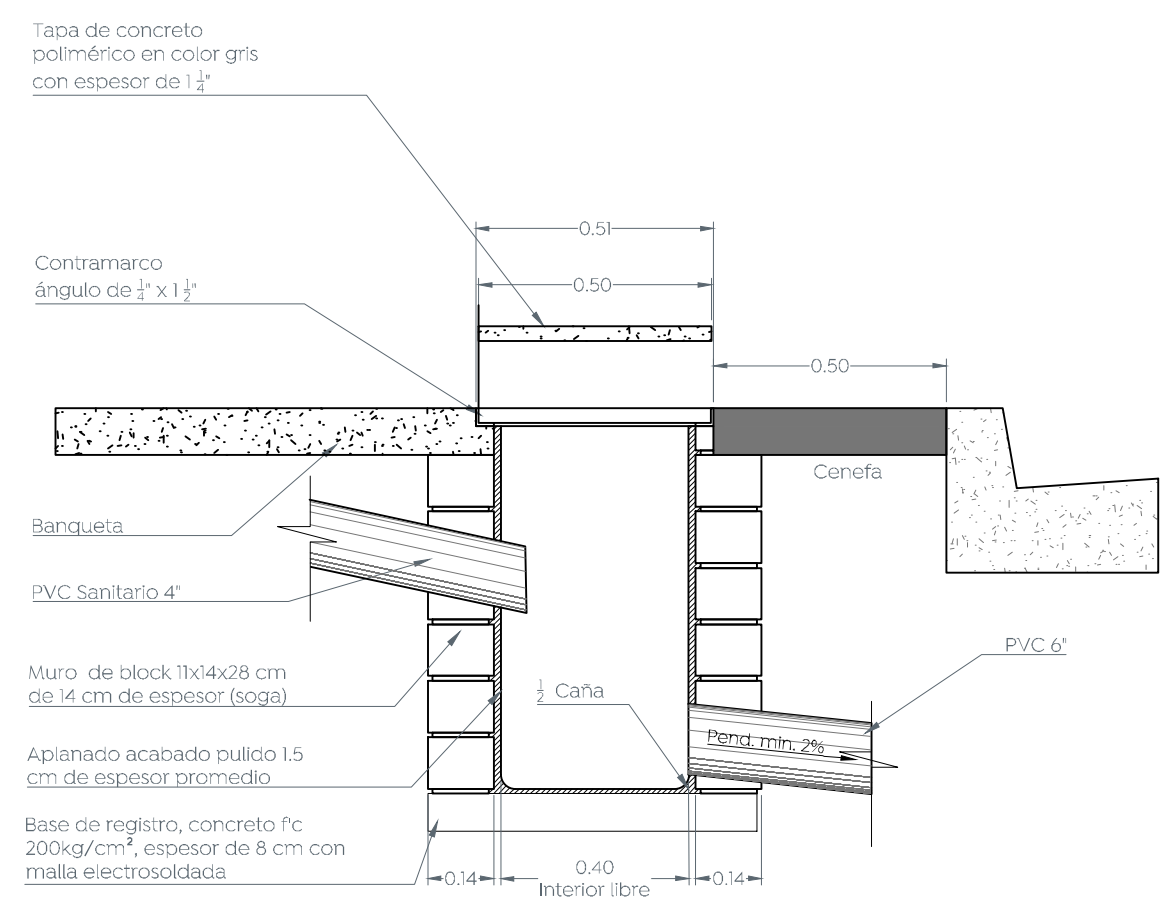 Tapa de concreto
polimérico en color gris
con espesor de 1 1/4"
0.51
Contramarco
ángulo de 1/4" x 1 1/2"
0.50
0.50
Cenefa
Banqueta
PVC Sanitario 4"
PVC 6"
Muro de block 11x14x28 cm
de 14 cm de espesor (soga)
1/2 Caña
Pend. min. 2%
Aplanado acabado pulido 1.5
cm de espesor promedio
Base de registro, concreto f'c
200kg/cm², espesor de 8 cm con
malla electrosoldada
0.14
0.40
Interior libre
0.14